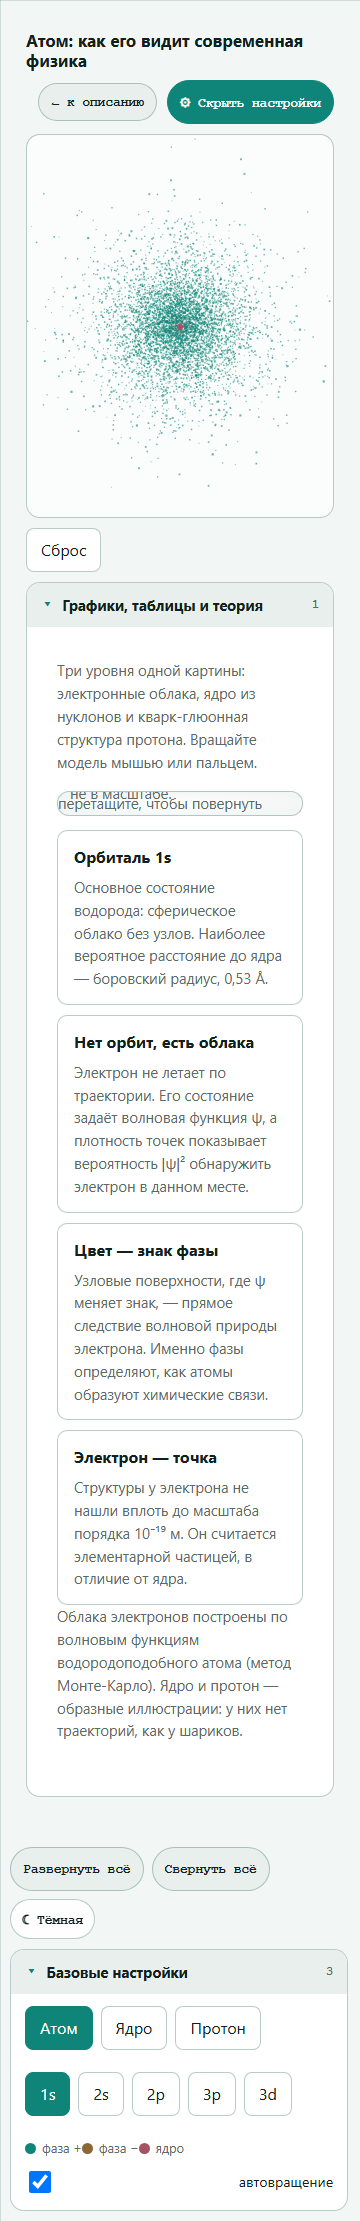 Атом: как его видит современная
физика
← к описанию
⚙ Скрыть настройки
Сброс
▼ Графики, таблицы и теория 1
Три уровня одной картины:
электронные облака, ядро из
нуклонов и кварк-глюонная
структура протона. Вращайте
модель мышью или пальцем.
не в масштабе.
перетащите, чтобы повернуть
Орбиталь 1s
Основное состояние
водорода: сферическое
облако без узлов. Наиболее
вероятное расстояние до ядра
— боровский радиус, 0,53 Å.
Нет орбит, есть облака
Электрон не летает по
траектории. Его состояние
задаёт волновая функция ψ, а
плотность точек показывает
вероятность |ψ|² обнаружить
электрон в данном месте.
Цвет — знак фазы
Узловые поверхности, где ψ
меняет знак, — прямое
следствие волновой природы
электрона. Именно фазы
определяют, как атомы
образуют химические связи.
Электрон — точка
Структуры у электрона не
нашли вплоть до масштаба
порядка 10⁻¹⁹ м. Он считается
элементарной частицей, в
отличие от ядра.
Облака электронов построены по
волновым функциям
водородоподобного атома (метод
Монте-Карло). Ядро и протон —
образные иллюстрации: у них нет
траекторий, как у шариков.
Развернуть всё
Свернуть всё
☾ Тёмная
▼ Базовые настройки 3
Атом
Ядро
Протон
1s
2s
2p
3p
3d
фаза + фаза − ядро
автовращение